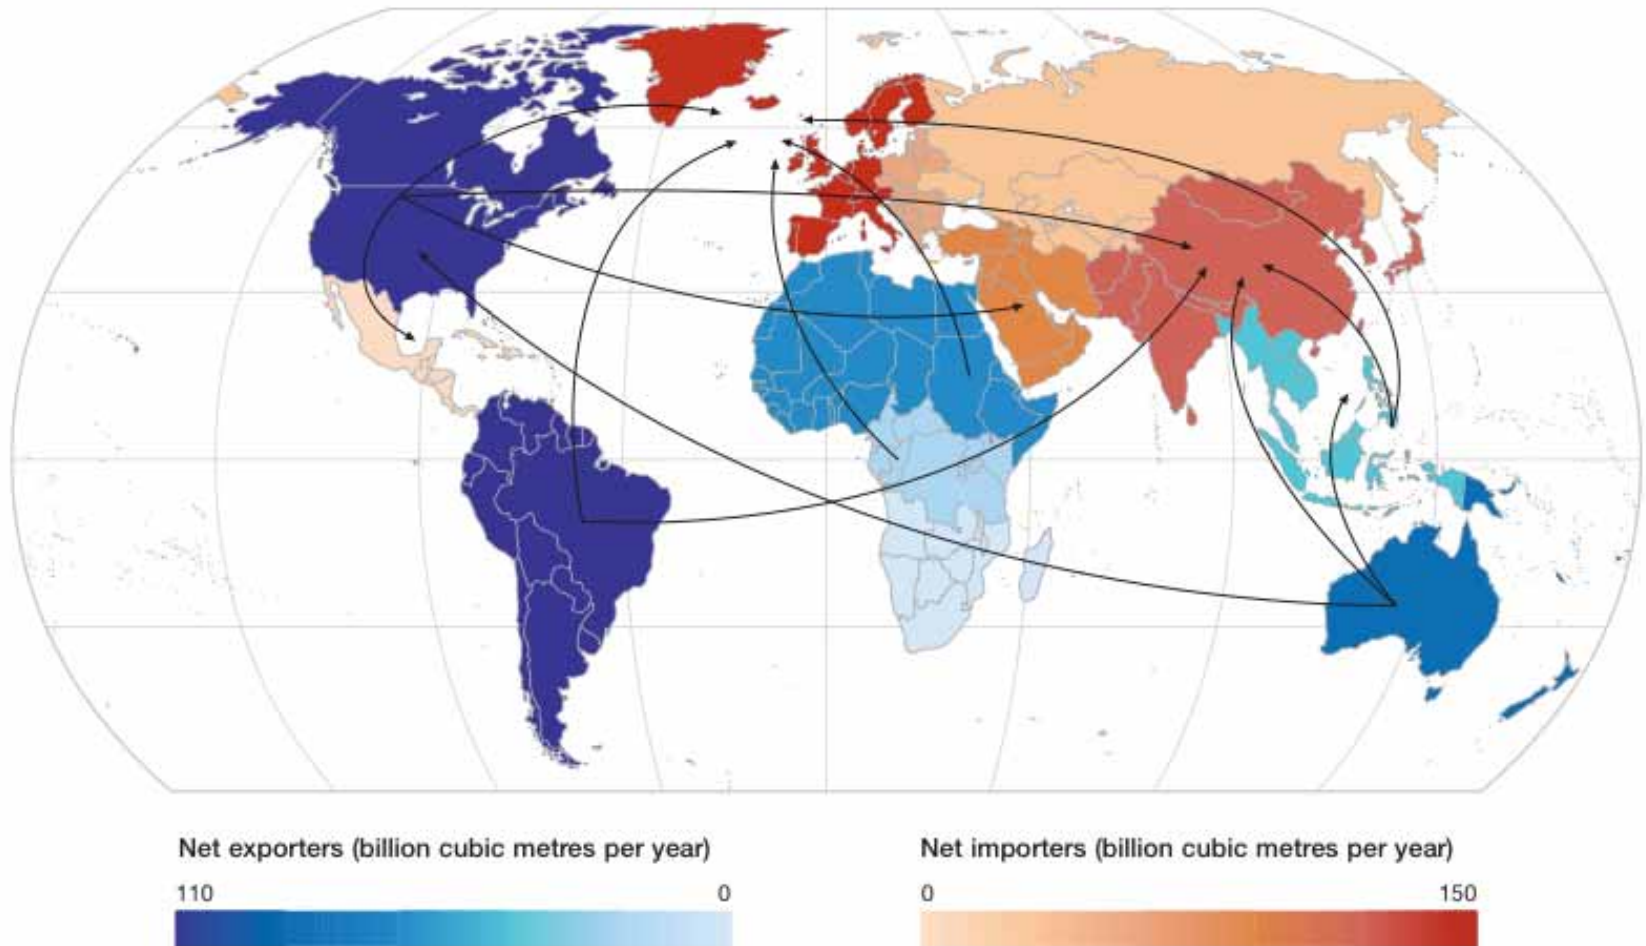 Net exporters (billion cubic metres per year)
110 0
Net importers (billion cubic metres per year)
0 150